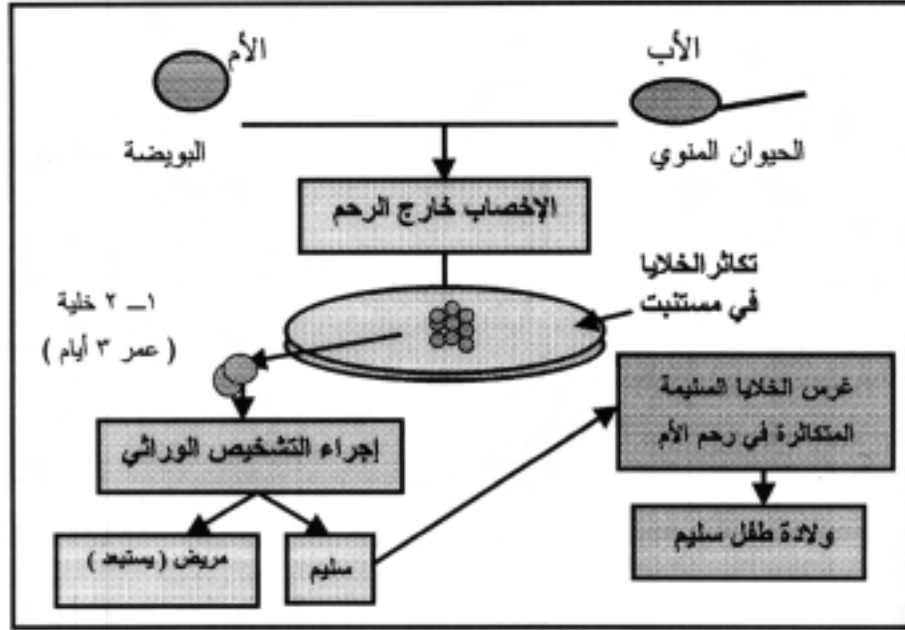 الأب
الأم
الحيوان المنوي
البويضة
الإخصاب خارج الرحم
تكاثر الخلايا
في مستنبت
١ – ٢ خلية
( عمر ٣ أيام )
غرس الخلايا السليمة
المتكاثرة في رحم الأم
إجراء التشخيص الوراثي
ولادة طفل سليم
سليم
مريض ( يستبعد )